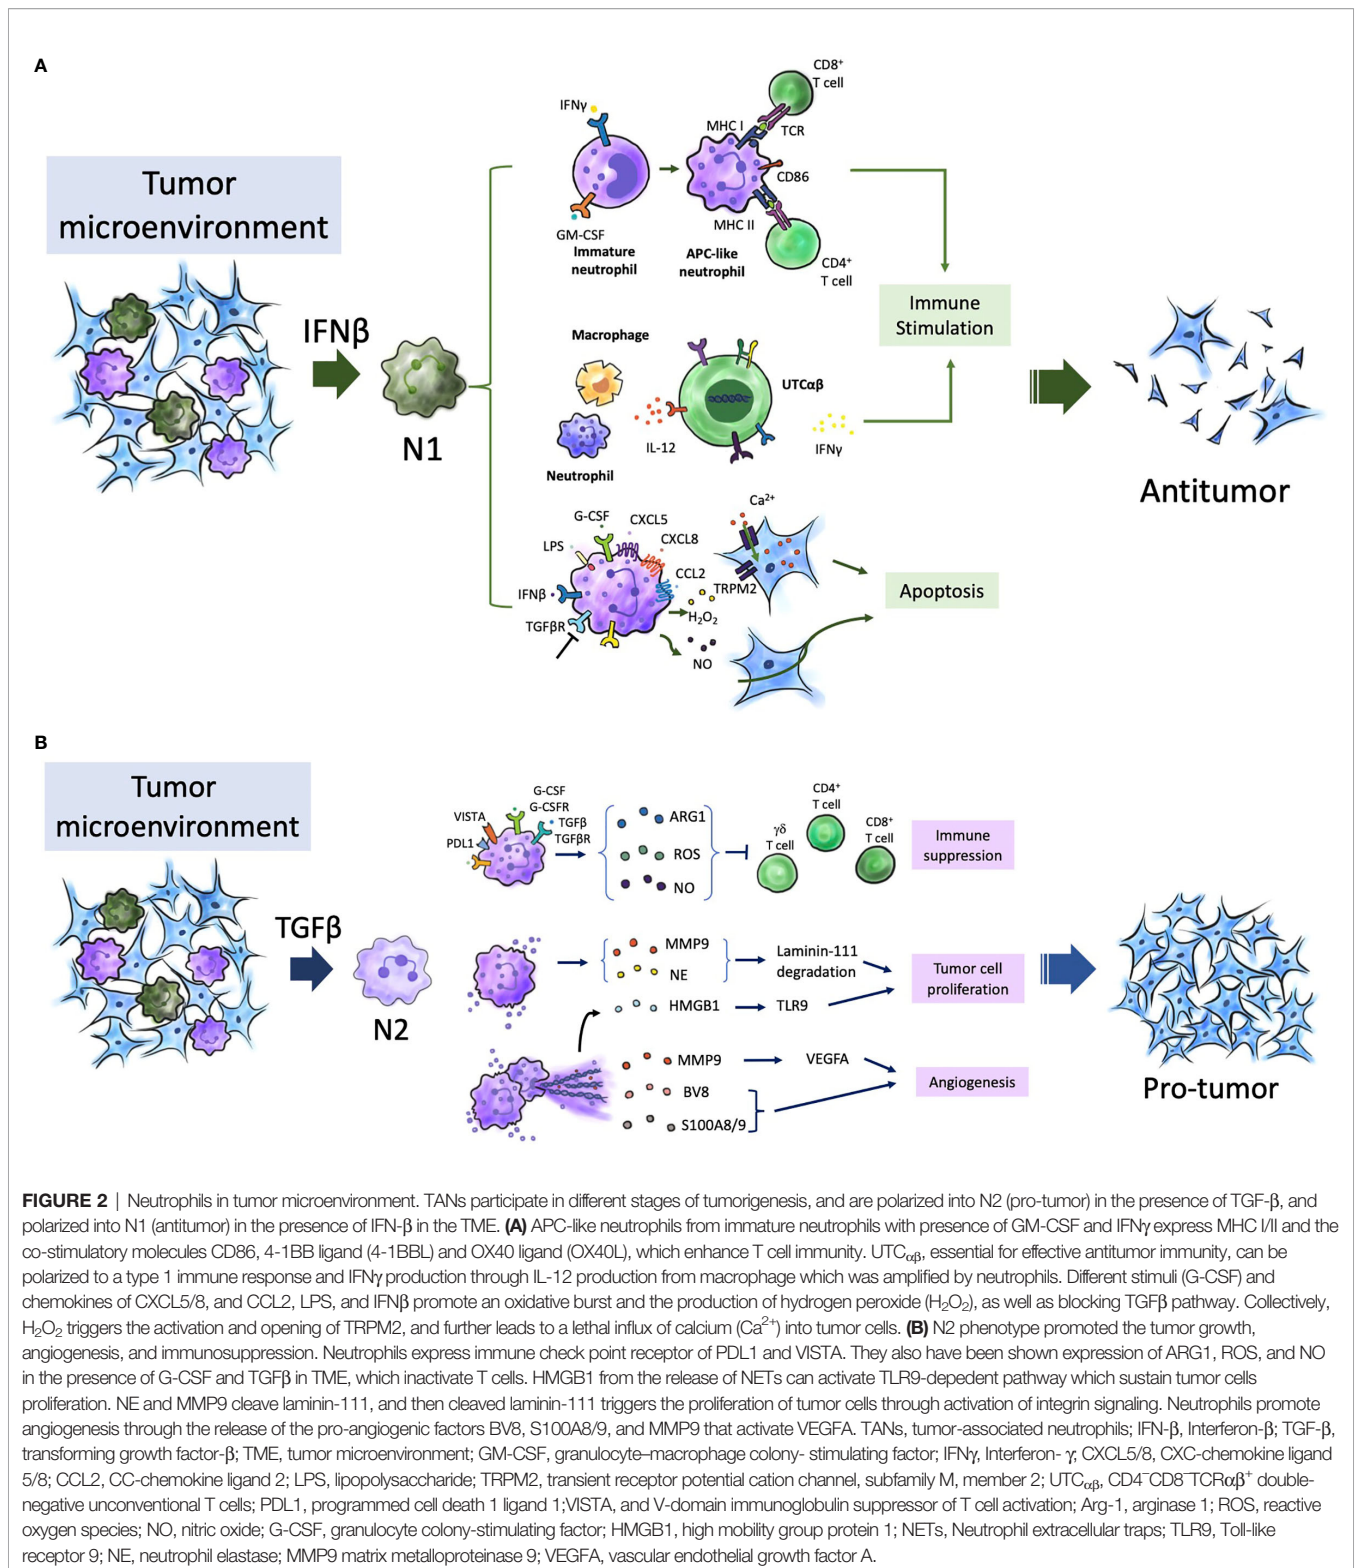 A
Tumor
microenvironment
IFNβ
N1
IFNγ
GM-CSF
Immature
neutrophil
MHC I
CD8+
T cell
TCR
CD86
MHC II
APC-like
neutrophil
CD4+
T cell
Macrophage
Neutrophil
IL-12
UTCαβ
IFNγ
Immune
Stimulation
G-CSF
CXCL5
CXCL8
LPS
CCL2
IFNβ
TGFβR
H2O2
NO
Ca2+
TRPM2
Apoptosis
Antitumor
B
Tumor
microenvironment
TGFβ
N2
G-CSF
G-CSFR
VISTA
TGFβ
TGFβR
PDL1
ARG1
ROS
NO
γδ
T cell
CD4+
T cell
CD8+
T cell
Immune
suppression
MMP9
NE
HMGB1
Laminin-111
degradation
TLR9
Tumor cell
proliferation
MMP9
BV8
S100A8/9
VEGFA
Angiogenesis
Pro-tumor
FIGURE 2 | Neutrophils in tumor microenvironment. TANs participate in different stages of tumorigenesis, and are polarized into N2 (pro-tumor) in the presence of TGF-β, and
polarized into N1 (antitumor) in the presence of IFN-β in the TME. (A) APC-like neutrophils from immature neutrophils with presence of GM-CSF and IFNγ express MHC I/II and the
co-stimulatory molecules CD86, 4-1BB ligand (4-1BBL) and OX40 ligand (OX40L), which enhance T cell immunity. UTCαβ, essential for effective antitumor immunity, can be
polarized to a type 1 immune response and IFNγ production through IL-12 production from macrophage which was amplified by neutrophils. Different stimuli (G-CSF) and
chemokines of CXCL5/8, and CCL2, LPS, and IFNβ promote an oxidative burst and the production of hydrogen peroxide (H2O2), as well as blocking TGFβ pathway. Collectively,
H2O2 triggers the activation and opening of TRPM2, and further leads to a lethal influx of calcium (Ca2+) into tumor cells. (B) N2 phenotype promoted the tumor growth,
angiogenesis, and immunosuppression. Neutrophils express immune check point receptor of PDL1 and VISTA. They also have been shown expression of ARG1, ROS, and NO
in the presence of G-CSF and TGFβ in TME, which inactivate T cells. HMGB1 from the release of NETs can activate TLR9-depedent pathway which sustain tumor cells
proliferation. NE and MMP9 cleave laminin-111, and then cleaved laminin-111 triggers the proliferation of tumor cells through activation of integrin signaling. Neutrophils promote
angiogenesis through the release of the pro-angiogenic factors BV8, S100A8/9, and MMP9 that activate VEGFA. TANs, tumor-associated neutrophils; IFN-β, Interferon-β; TGF-β,
transforming growth factor-β; TME, tumor microenvironment; GM-CSF, granulocyte–macrophage colony- stimulating factor; IFNγ, Interferon- γ; CXCL5/8, CXC-chemokine ligand
5/8; CCL2, CC-chemokine ligand 2; LPS, lipopolysaccharide; TRPM2, transient receptor potential cation channel, subfamily M, member 2; UTCαβ, CD4−CD8−TCRαβ+ double-
negative unconventional T cells; PDL1, programmed cell death 1 ligand 1;VISTA, and V-domain immunoglobulin suppressor of T cell activation; Arg-1, arginase 1; ROS, reactive
oxygen species; NO, nitric oxide; G-CSF, granulocyte colony-stimulating factor; HMGB1, high mobility group protein 1; NETs, Neutrophil extracellular traps; TLR9, Toll-like
receptor 9; NE, neutrophil elastase; MMP9 matrix metalloproteinase 9; VEGFA, vascular endothelial growth factor A.